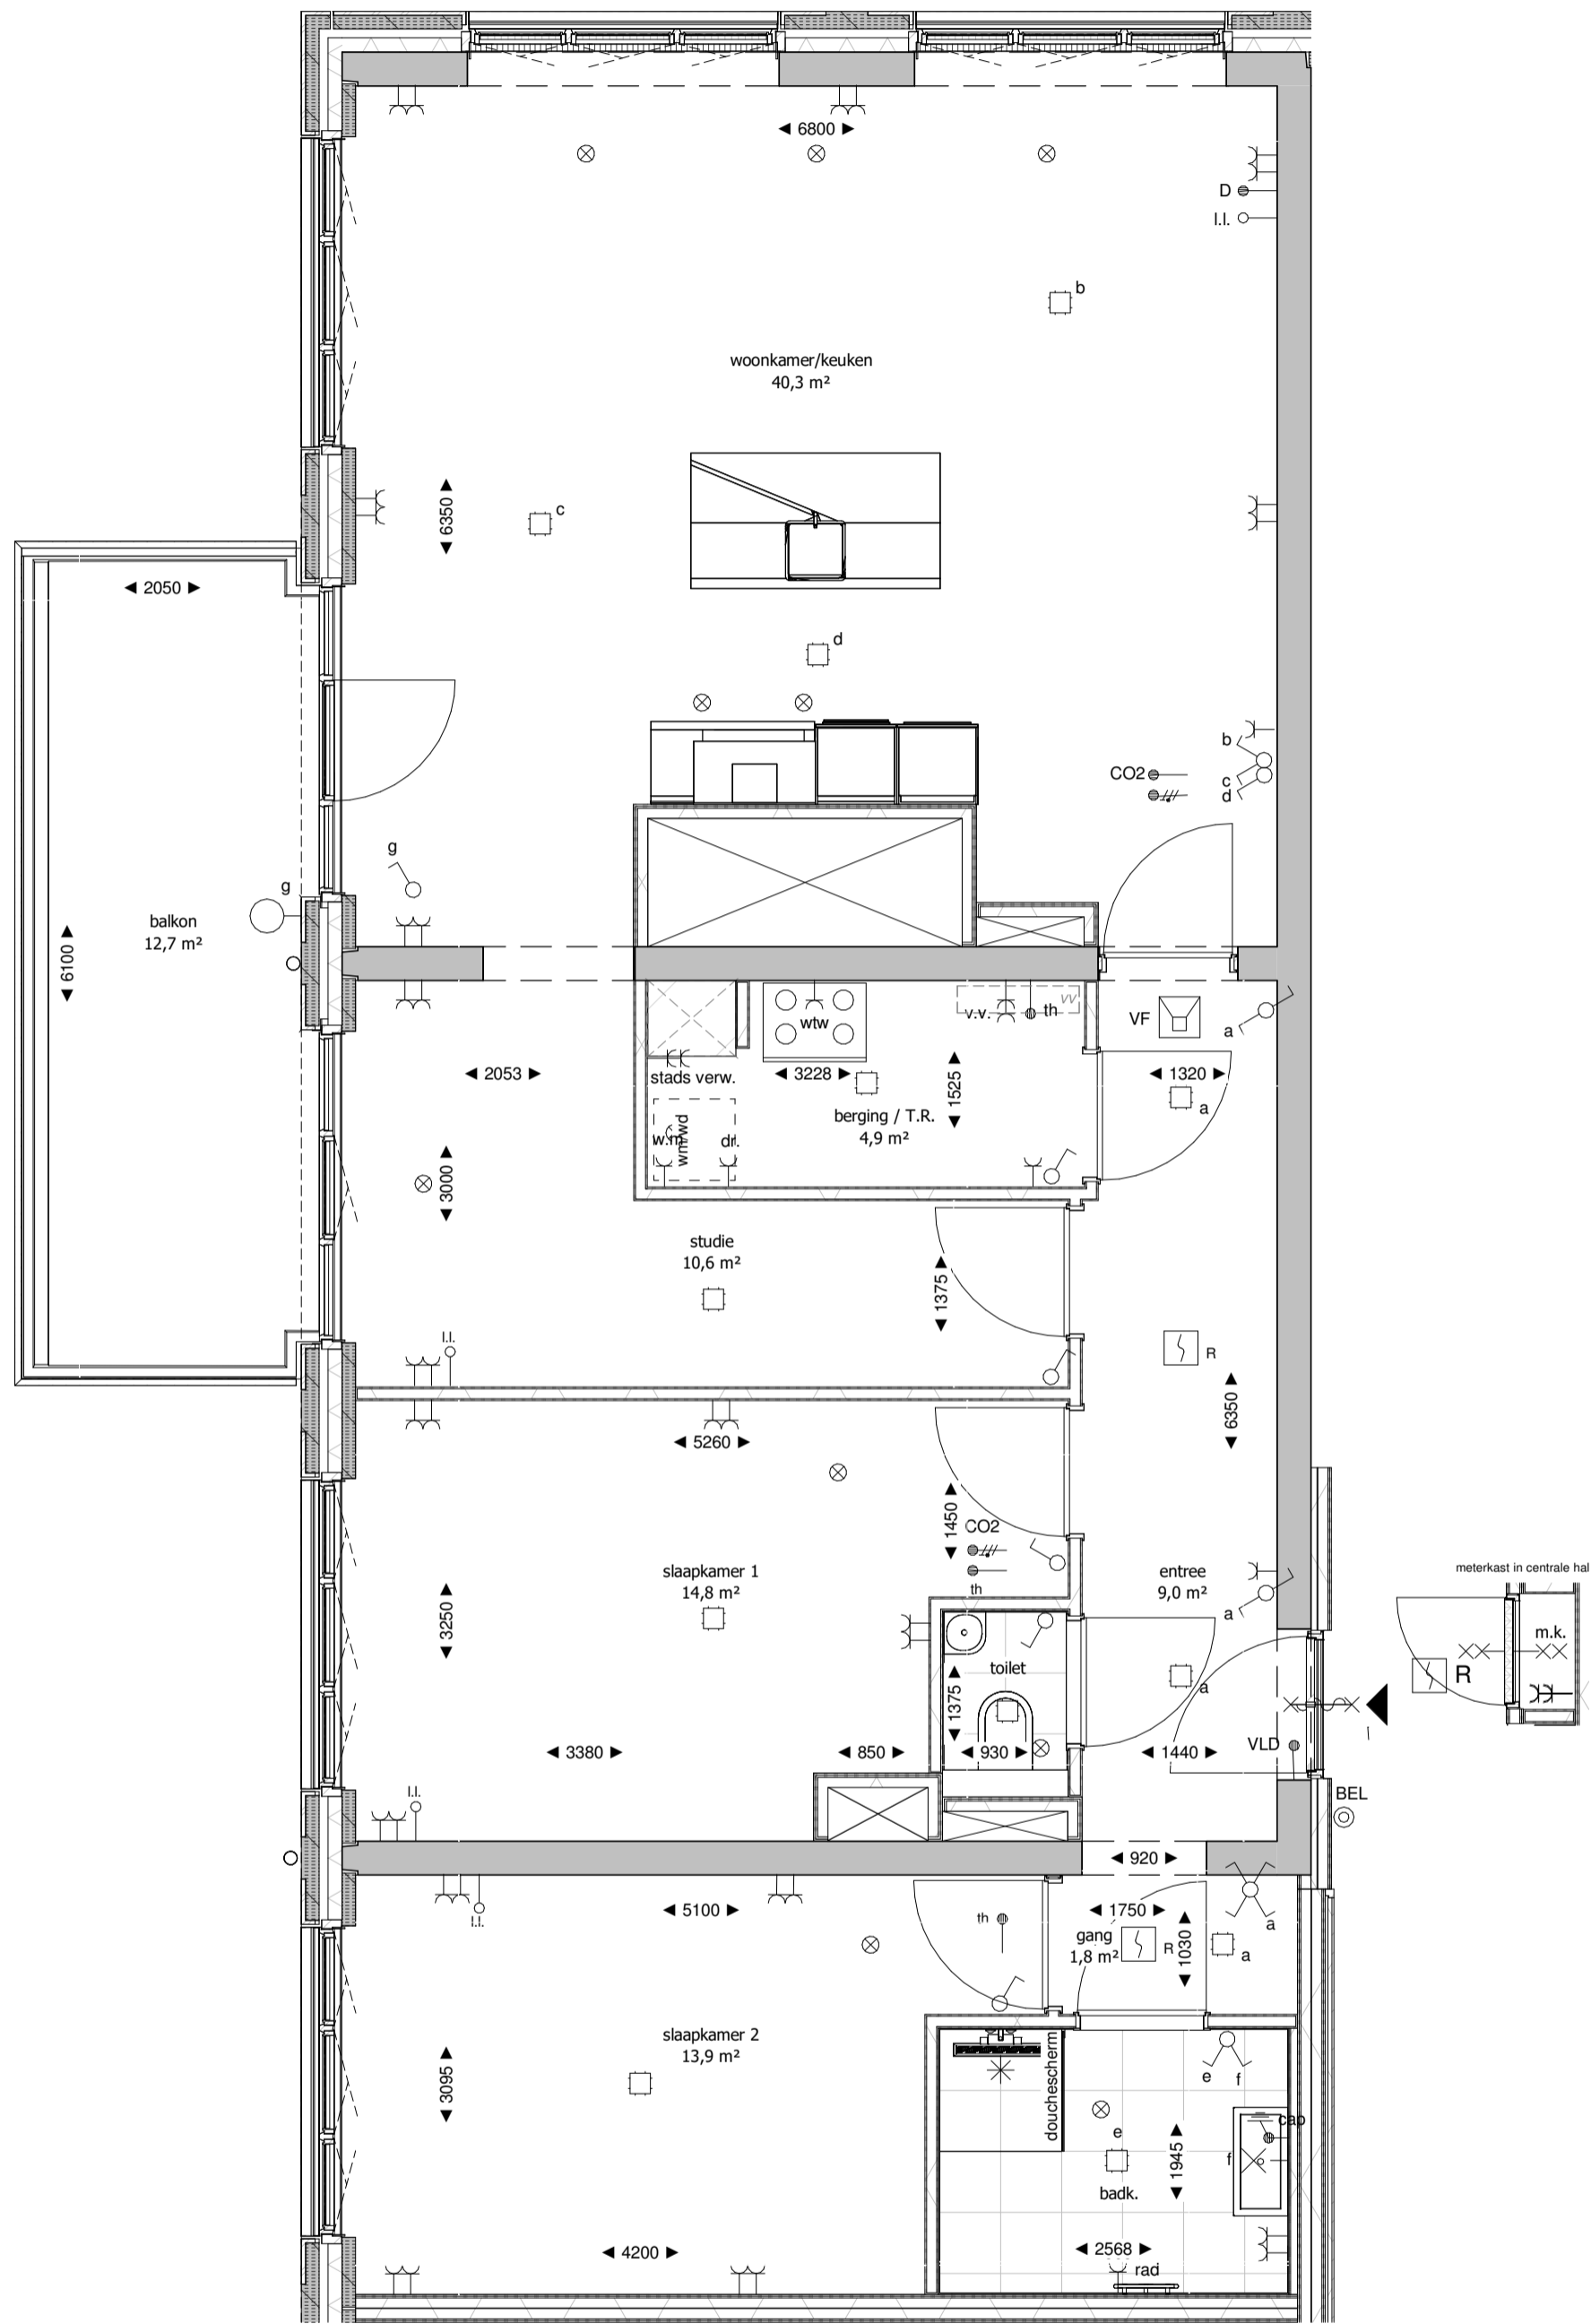 6800
D
l.l.
b
woonkamer/keuken
40,3 m²
6350
c
2050
d
b
CO2
c
d
g
g
balkon
12,7 m²
6100
wtw
v.v.
VV
th
VF
a
2053
stads verw.
3228
1525
1320
a
berging / T.R.
4,9 m²
w.m
wm/wd
dr.
3000
studie
10,6 m²
1375
l.l.
R
6350
5260
1450
CO2
th
slaapkamer 1
14,8 m²
3250
entree
9,0 m²
a
meterkast in centrale hal
m.k.
R
toilet
1375
a
3380
850
930
1440
VLD
l.l.
BEL
920
l.l.
5100
th
1750
a
gang
1,8 m²
R
1030
a
slaapkamer 2
13,9 m²
3095
douchescherm
e
f
cap
e
1945
f
badk.
4200
2568
rad